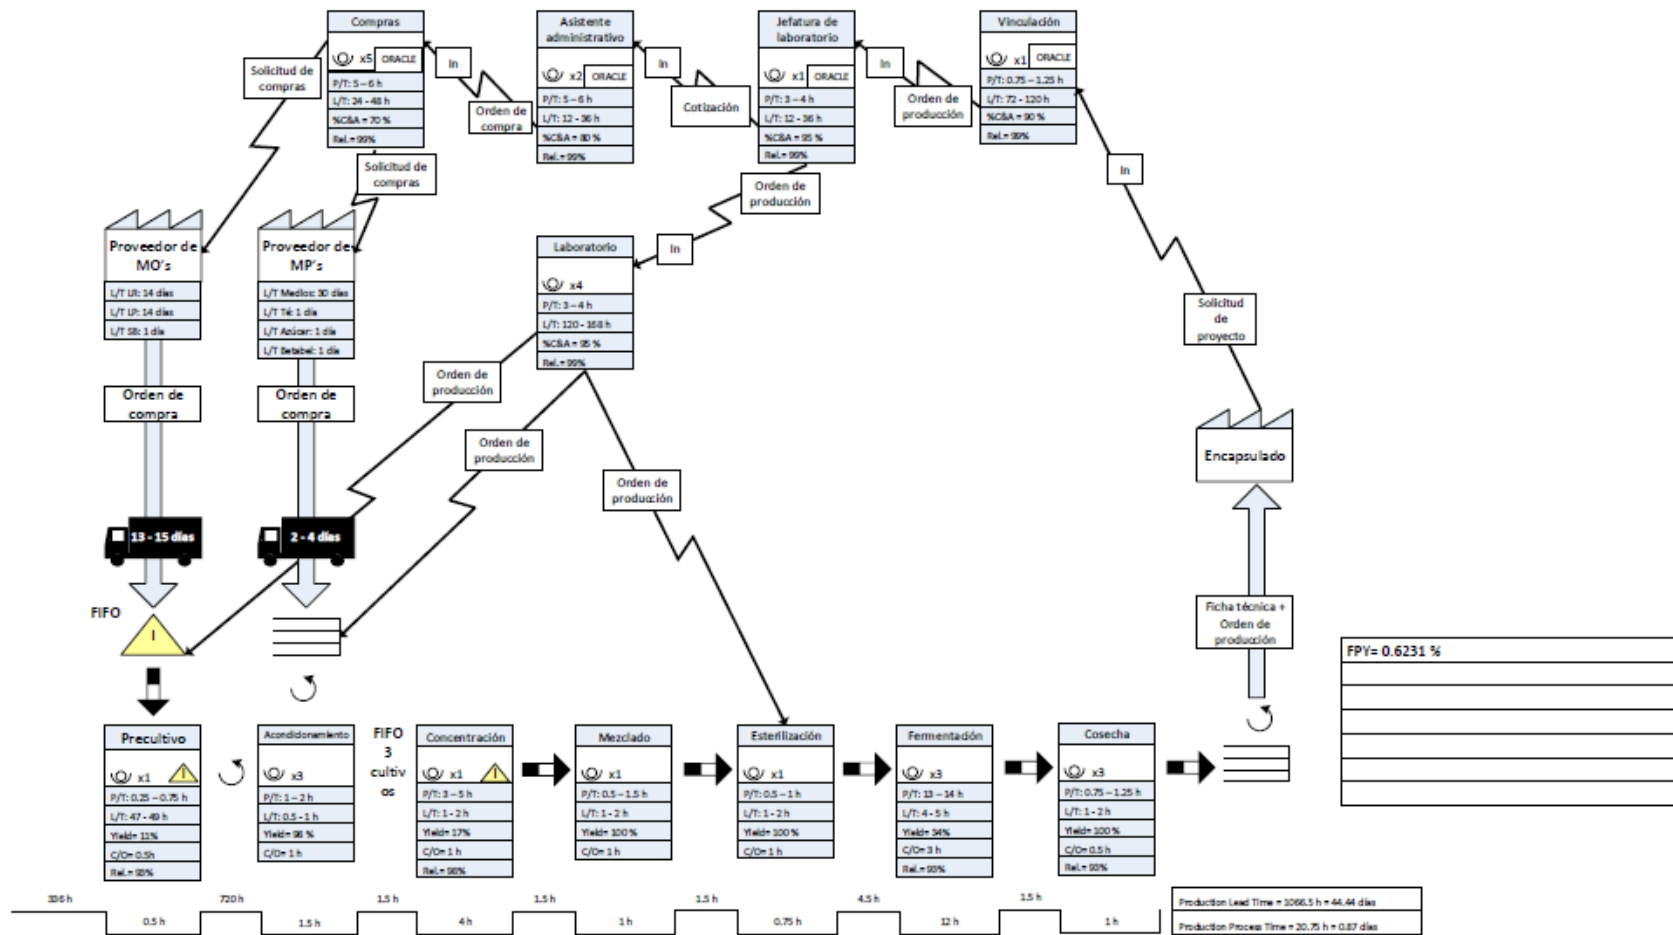 Compras
x5 ORACLE
P/T: 5 – 6 h
L/T: 24 - 48 h
%C&A = 70 %
Rel.= 99%
In
Orden de
compra
Asistente
administrativo
x2 ORACLE
P/T: 5 – 6 h
L/T: 12 - 36 h
%C&A = 80 %
Rel.= 99%
In
Cotización
Jefatura de
laboratorio
x1 ORACLE
P/T: 3 – 4 h
L/T: 12 - 36 h
%C&A = 95 %
Rel.= 99%
In
Orden de
producción
Vinculación
x1 ORACLE
P/T: 0.75 – 1.25 h
L/T: 72 - 120 h
%C&A = 90 %
Rel.= 99%
In
Solicitud de
compras
Solicitud de
compras
Orden de
producción
In
Proveedor de
MO's
L/T LR: 14 días
L/T LP: 14 días
L/T SB: 1 día
Proveedor de
MP's
L/T Medios: 30 días
L/T Té: 1 día
L/T Azúcar: 1 día
L/T Betabel: 1 día
Laboratorio
x4
P/T: 3 – 4 h
L/T: 120 - 168 h
%C&A = 95 %
Rel.= 99%
Solicitud
de
proyecto
Orden de
compra
Orden de
compra
Orden de
producción
Orden de
producción
Orden de
producción
Encapsulado
13 - 15 días
2 - 4 días
FIFO
I
Ficha técnica +
Orden de
producción
FPY= 0.6231 %
Precultivo
x1 I
P/T: 0.25 – 0.75 h
L/T: 47 - 49 h
Yield= 11%
C/O= 0.5h
Rel.= 98%
Acondicionamiento
x3
P/T: 1 – 2 h
L/T: 0.5 - 1 h
Yield= 98 %
C/O= 1 h
FIFO
3
cultiv
os
Concentración
x1 I
P/T: 3 – 5 h
L/T: 1 - 2 h
Yield= 17%
C/O= 1 h
Rel.= 98%
Mezclado
x1
P/T: 0.5 – 1.5 h
L/T: 1 - 2 h
Yield= 100 %
C/O= 1 h
Esterilización
x1
P/T: 0.5 – 1 h
L/T: 1 - 2 h
Yield= 100 %
C/O= 1 h
Fermentación
x3
P/T: 13 – 14 h
L/T: 4 - 5 h
Yield= 34%
C/O= 3 h
Rel.= 93%
Cosecha
x3
P/T: 0.75 – 1.25 h
L/T: 1 - 2 h
Yield= 100 %
C/O= 0.5 h
Rel.= 93%
336 h
0.5 h
720 h
1.5 h
1.5 h
4 h
1.5 h
1 h
1.5 h
0.75 h
4.5 h
12 h
1.5 h
1 h
Production Lead Time = 1066.5 h = 44.44 días
Production Process Time = 20.75 h = 0.87 días